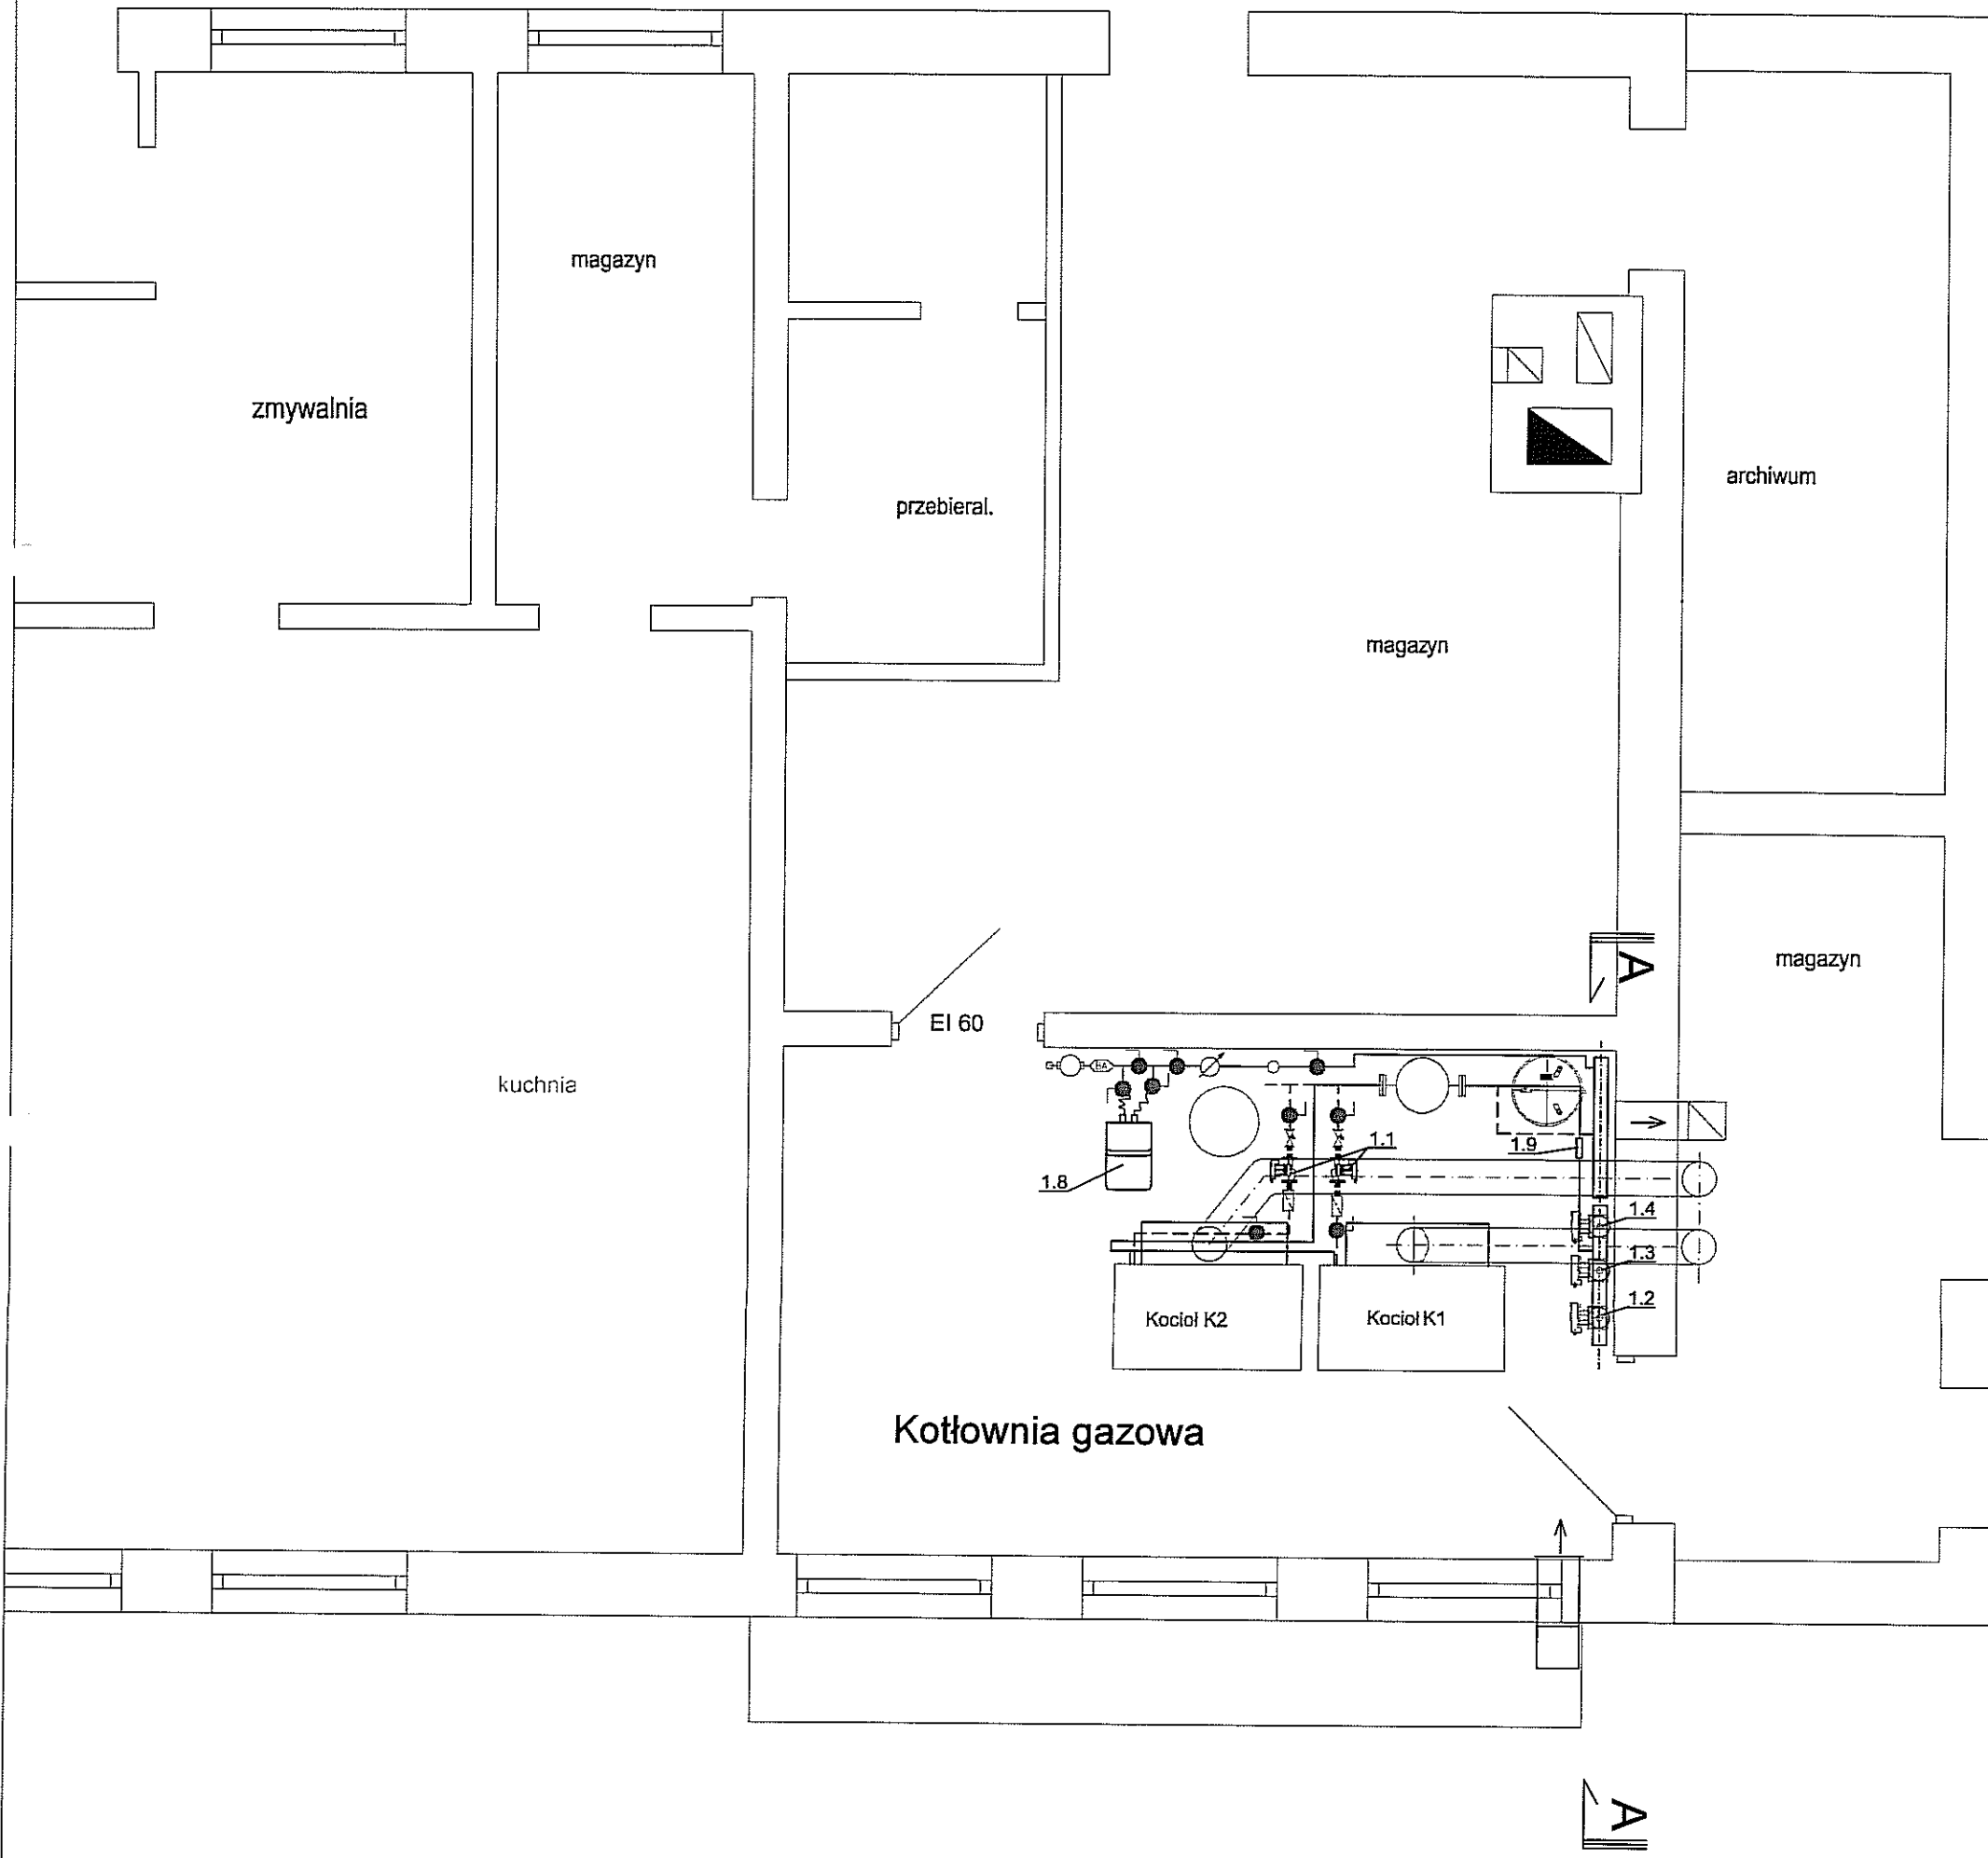 magazyn
zmywalnia
archiwum
przebieral.
magazyn
magazyn
A
EI 60
HA
kuchnia
1.1
1.9
1.8
1.4
1.3
1.2
Kocioł K2
Kocioł K1
Kotłownia gazowa
A